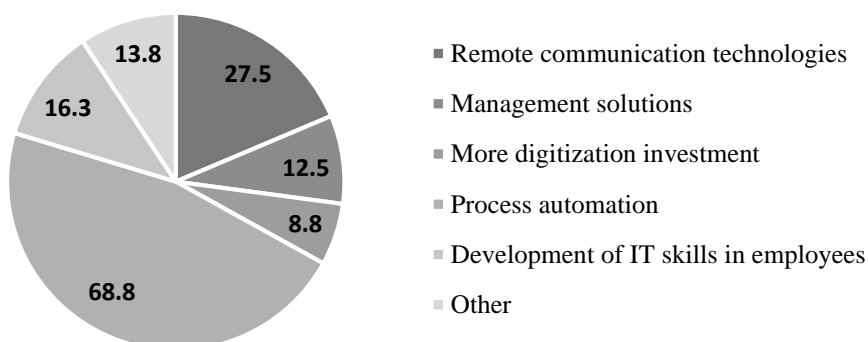 13.8
27.5
16.3
12.5
8.8
68.8
Remote communication technologies
Management solutions
More digitization investment
Process automation
Development of IT skills in employees
Other